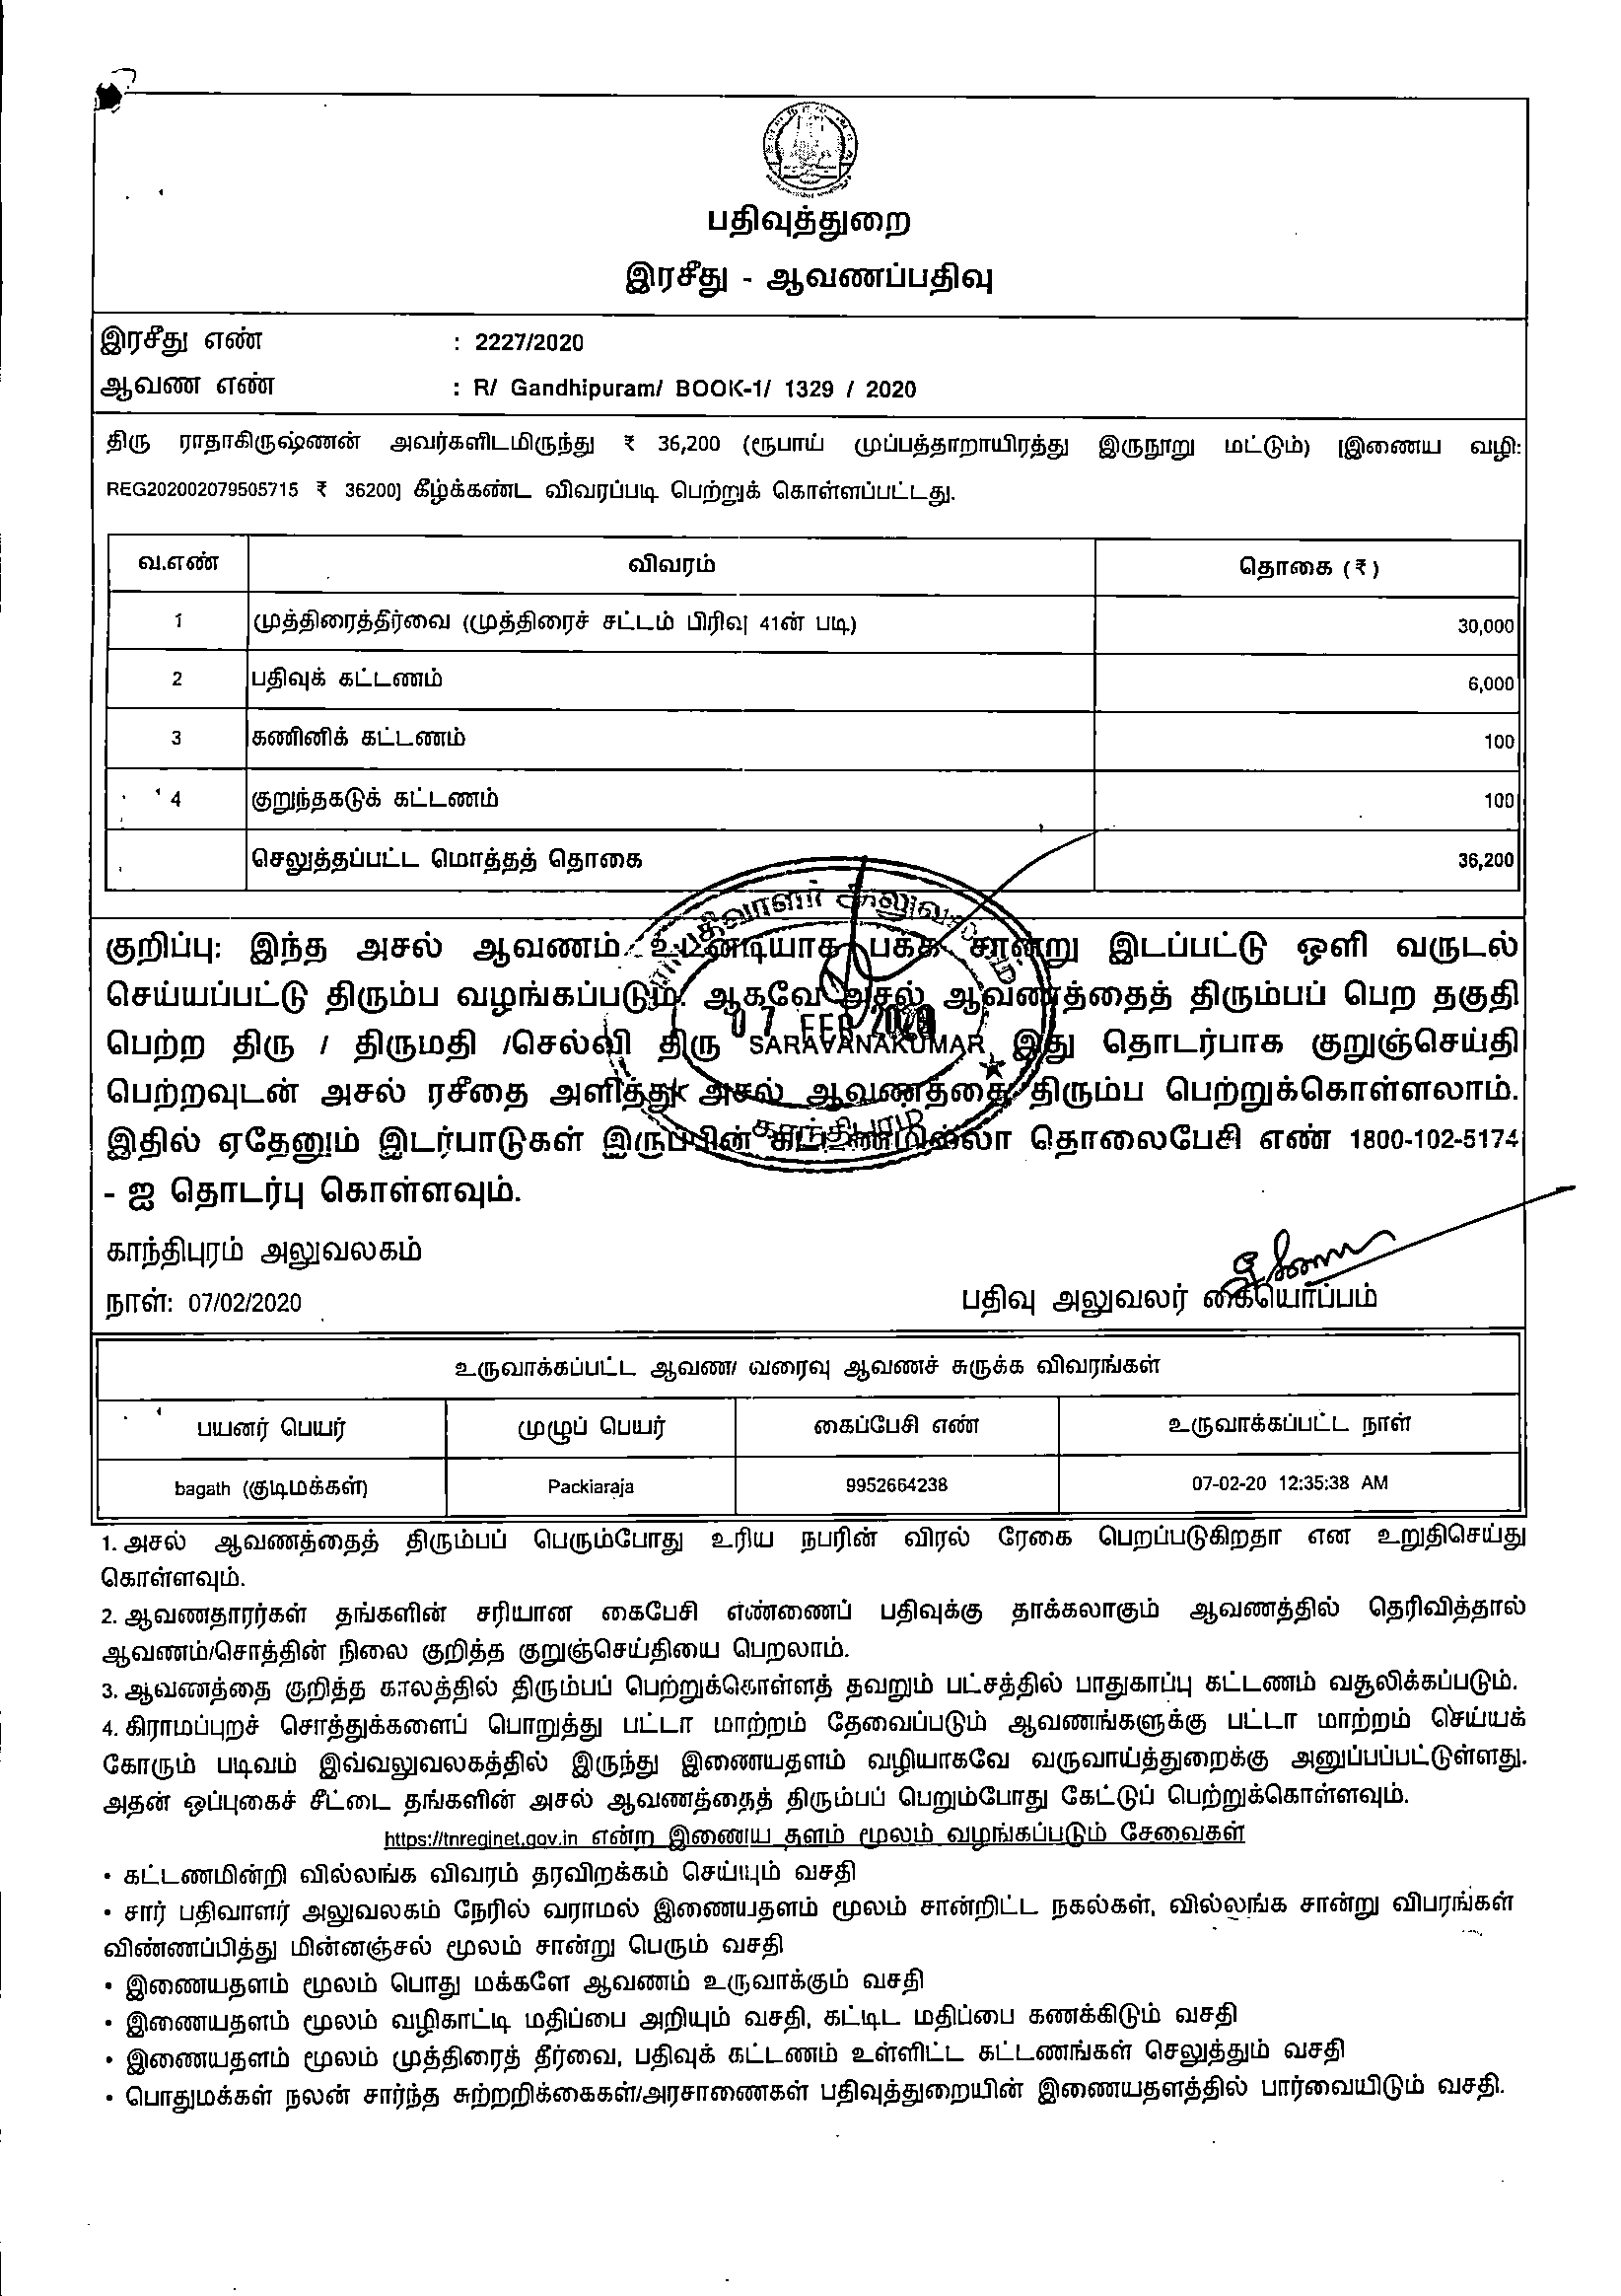 பதிவுத்துறை
இரசீது - ஆவணப்பதிவு
இரசீது எண் : 2227/2020
ஆவண எண் : R/ Gandhipuram/ BOOK-1/ 1329 / 2020
திரு ராதாகிருஷ்ணன் அவர்களிடமிருந்து ₹ 36,200 (ரூபாய் முப்பத்தாறாயிரத்து இருநூறு மட்டும்) [இணைய வழி:
REG202002079505715 ₹ 36200] கீழ்க்கண்ட விவரப்படி பெற்றுக் கொள்ளப்பட்டது.
வ.எண் விவரம் தொகை (₹)
1 முத்திரைத்தீர்வை (முத்திரைச் சட்டம் பிரிவு 41ன் படி) 30,000
2 பதிவுக் கட்டணம் 6,000
3 கணினிக் கட்டணம் 100
4 குறுந்தகடுக் கட்டணம் 100
செலுத்தப்பட்ட மொத்தத் தொகை 36,200
குறிப்பு: இந்த அசல் ஆவணம் உடனடியாக பக்க சான்று இடப்பட்டு ஒளி வருடல்
செய்யப்பட்டு திரும்ப வழங்கப்படும். ஆகவே அசல் ஆவணத்தைத் திரும்பப் பெற தகுதி
07 FEB 2020
பெற்ற திரு / திருமதி /செல்வி திரு SARAVANAKUMAR இது தொடர்பாக குறுஞ்செய்தி
பெற்றவுடன் அசல் ரசீதை அளித்து அசல் ஆவணத்தை திரும்ப பெற்றுக்கொள்ளலாம்.
காந்திபுரம்
இதில் ஏதேனும் இடர்பாடுகள் இருப்பின் கட்டணமில்லா தொலைபேசி எண் 1800-102-5174
- ஐ தொடர்பு கொள்ளவும்.
காந்திபுரம் அலுவலகம்
நாள்: 07/02/2020 பதிவு அலுவலர் கையொப்பம்
உருவாக்கப்பட்ட ஆவண/ வரைவு ஆவணச் சுருக்க விவரங்கள்
பயனர் பெயர் முழுப் பெயர் கைப்பேசி எண் உருவாக்கப்பட்ட நாள்
bagath (குடிமக்கள்) Packiaraja 9952664238 07-02-20 12:35:38 AM
1. அசல் ஆவணத்தைத் திரும்பப் பெரும்போது உரிய நபரின் விரல் ரேகை பெறப்படுகிறதா என உறுதிசெய்து
கொள்ளவும்.
2. ஆவணதாரர்கள் தங்களின் சரியான கைபேசி எண்ணைப் பதிவுக்கு தாக்கலாகும் ஆவணத்தில் தெரிவித்தால்
ஆவணம்/சொத்தின் நிலை குறித்த குறுஞ்செய்தியை பெறலாம்.
3. ஆவணத்தை குறித்த காலத்தில் திரும்பப் பெற்றுக்கொள்ளத் தவறும் பட்சத்தில் பாதுகாப்பு கட்டணம் வசூலிக்கப்படும்.
4. கிராமப்புறச் சொத்துக்களைப் பொறுத்து பட்டா மாற்றம் தேவைப்படும் ஆவணங்களுக்கு பட்டா மாற்றம் செய்யக்
கோரும் படிவம் இவ்வலுவலகத்தில் இருந்து இணையதளம் வழியாகவே வருவாய்த்துறைக்கு அனுப்பப்பட்டுள்ளது.
அதன் ஒப்புகைச் சீட்டை தங்களின் அசல் ஆவணத்தைத் திரும்பப் பெறும்போது கேட்டுப் பெற்றுக்கொள்ளவும்.
https://tnreginet.gov.in என்ற இணைய தளம் மூலம் வழங்கப்படும் சேவைகள்
• கட்டணமின்றி வில்லங்க விவரம் தரவிறக்கம் செய்யும் வசதி
• சார் பதிவாளர் அலுவலகம் நேரில் வராமல் இணையதளம் மூலம் சான்றிட்ட நகல்கள், வில்லங்க சான்று விபரங்கள்
விண்ணப்பித்து மின்னஞ்சல் மூலம் சான்று பெரும் வசதி
• இணையதளம் மூலம் பொது மக்களே ஆவணம் உருவாக்கும் வசதி
• இணையதளம் மூலம் வழிகாட்டி மதிப்பை அறியும் வசதி, கட்டிட மதிப்பை கணக்கிடும் வசதி
• இணையதளம் மூலம் முத்திரைத் தீர்வை, பதிவுக் கட்டணம் உள்ளிட்ட கட்டணங்கள் செலுத்தும் வசதி
• பொதுமக்கள் நலன் சார்ந்த சுற்றறிக்கைகள்/அரசாணைகள் பதிவுத்துறையின் இணையதளத்தில் பார்வையிடும் வசதி.